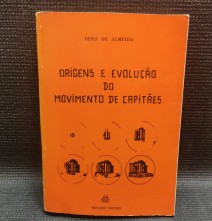 DINIS DE ALMEIDA
ORIGENS E EVOLUÇÃO
DO
MOVIMENTO DE CAPITÃES